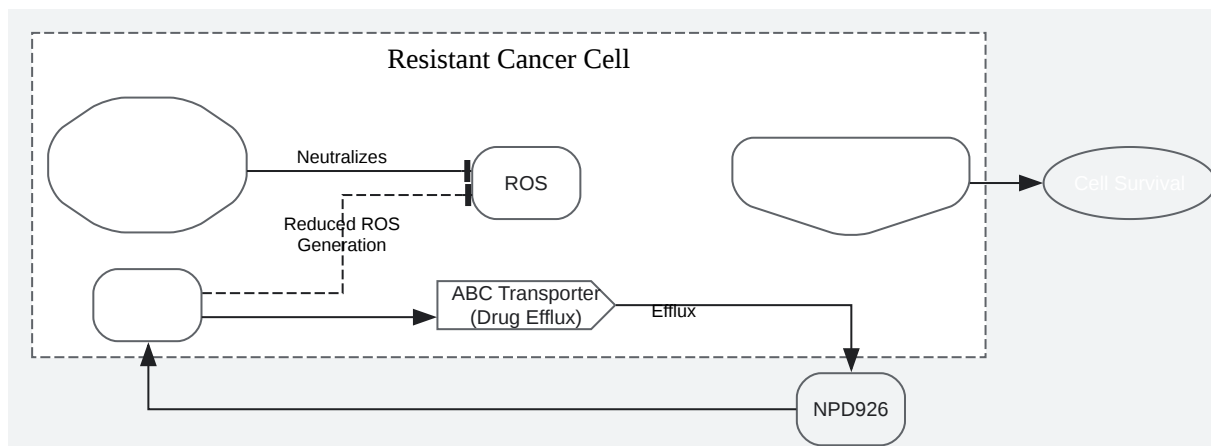 Resistant Cancer Cell
Neutralizes
ROS
Cell Survival
Reduced ROS
Generation
ABC Transporter
(Drug Efflux)
Efflux
NPD926